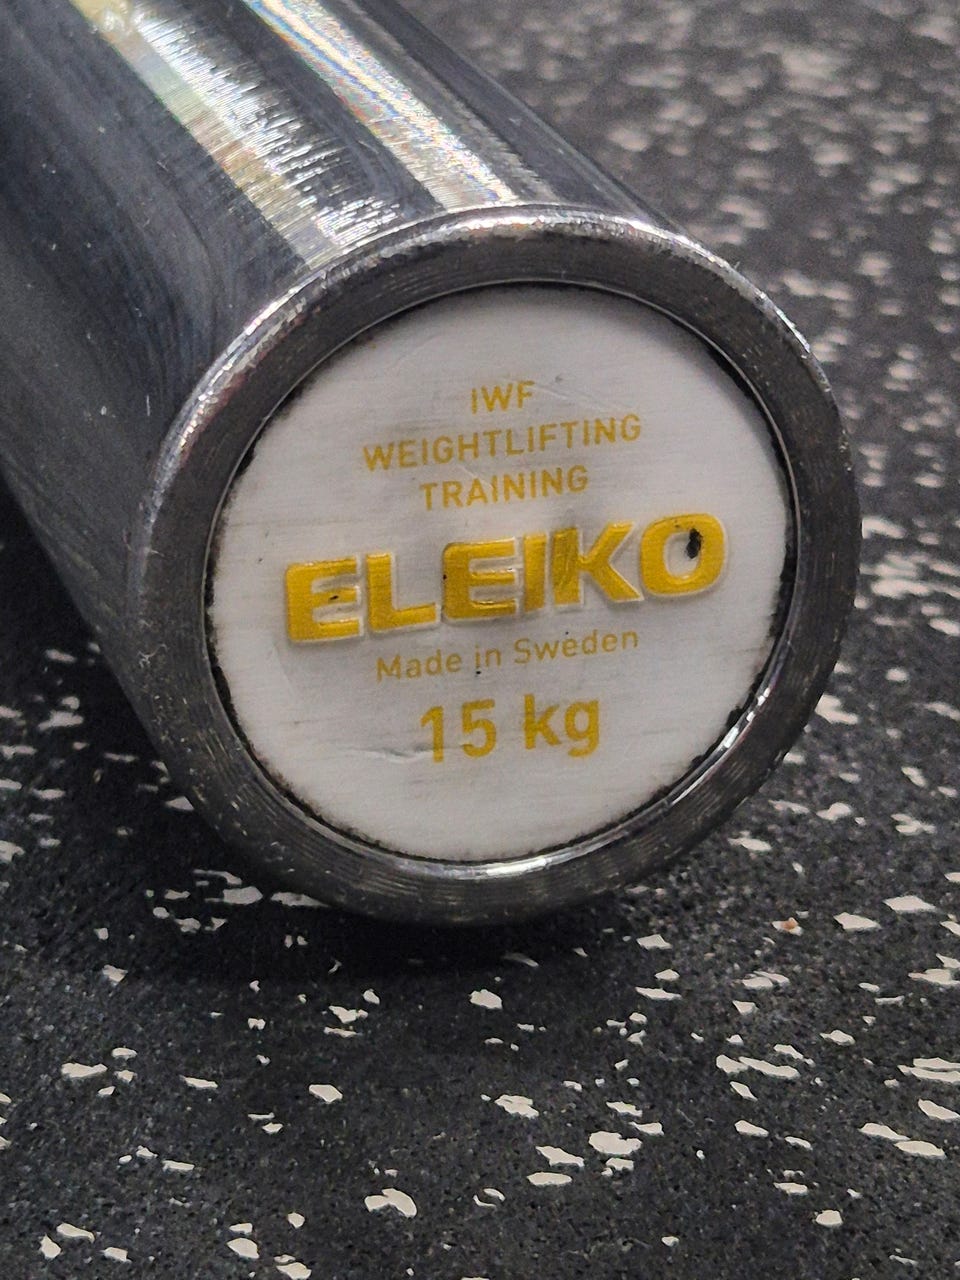 IWF
WEIGHTLIFTING
TRAINING
ELEIKO
Made in Sweden
15 kg